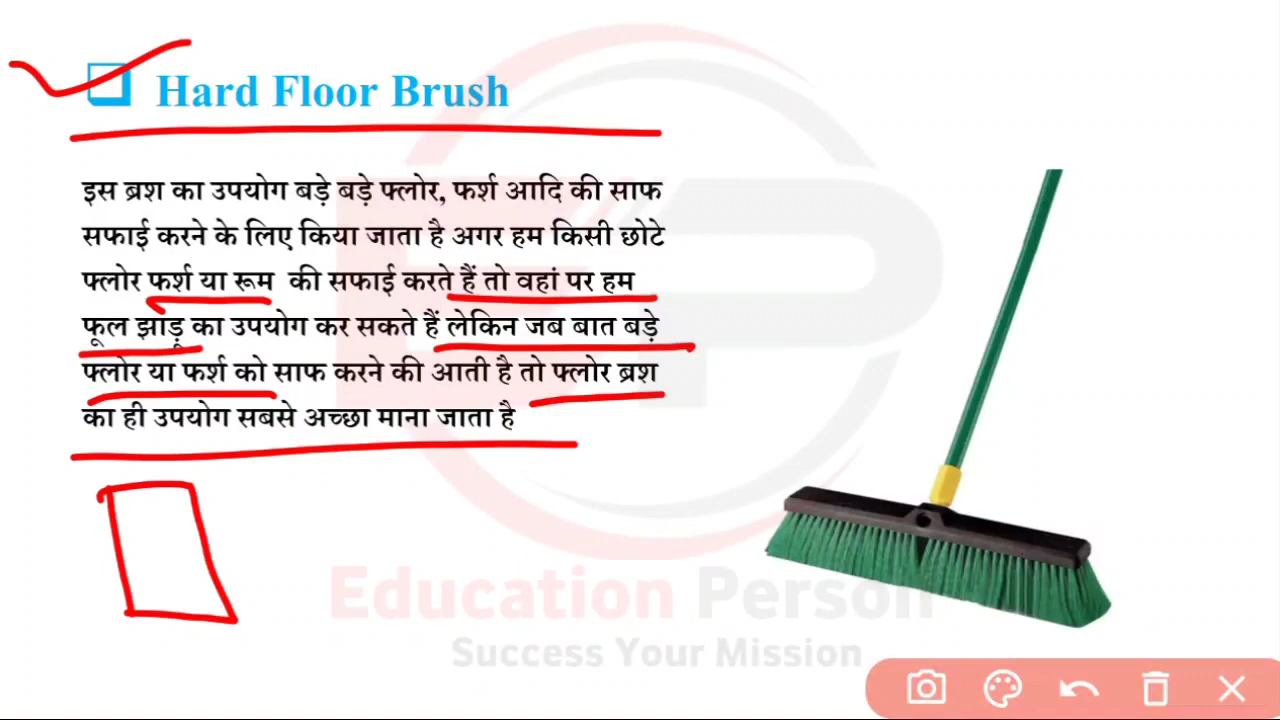 Hard Floor Brush
इस ब्रश का उपयोग बड़े बड़े फ्लोर, फर्श आदि की साफ
सफाई करने के लिए किया जाता है अगर हम किसी छोटे
फ्लोर फर्श या रूम की सफाई करते हैं तो वहां पर हम
फूल झाड़ू का उपयोग कर सकते हैं लेकिन जब बात बड़े
फ्लोर या फर्श को साफ करने की आती है तो फ्लोर ब्रश
का ही उपयोग सबसे अच्छा माना जाता है
EP
Education Person
Success Your Mission